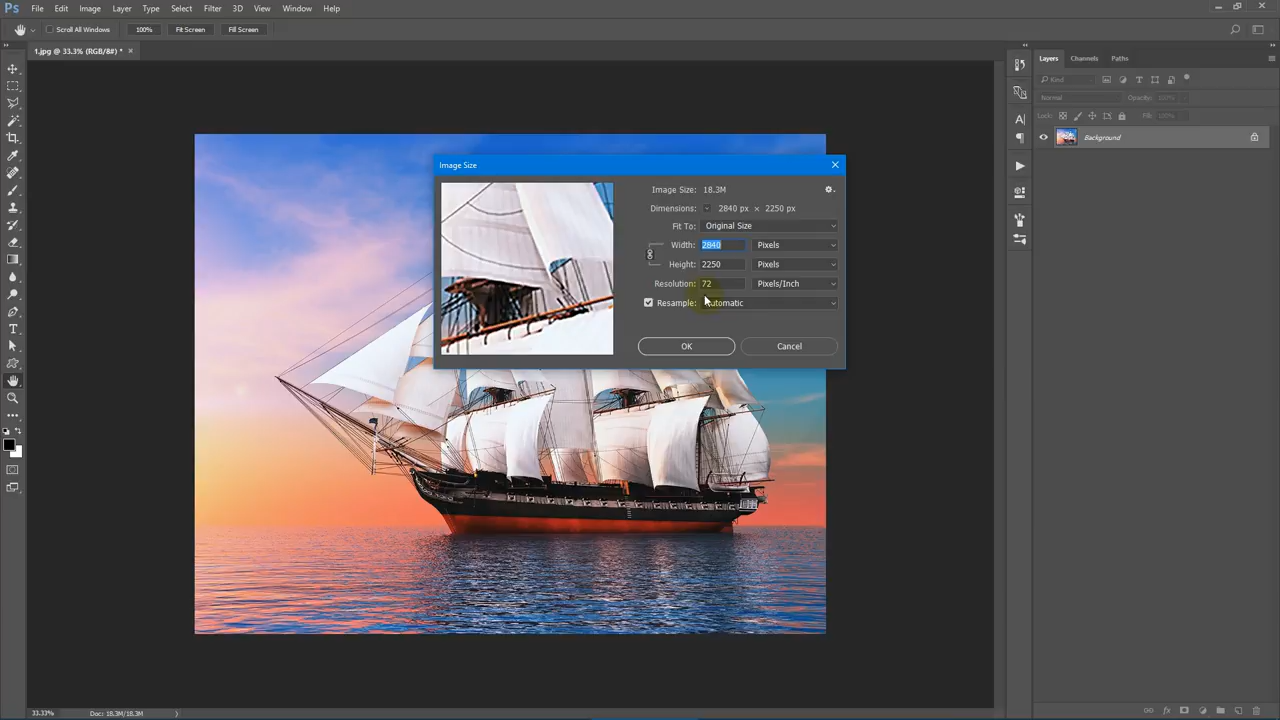 Ps File Edit Image Layer Type Select Filter 3D View Window Help
Scroll All Windows 100% Fit Screen Fill Screen
1.jpg @ 33.3% (RGB/8#) * ×
Layers Channels Paths
Kind
Normal Opacity: 100%
Lock: Fill: 100%
Background
Image Size
Image Size: 18.3M
Dimensions: 2840 px × 2250 px
Fit To: Original Size
Width: 2840 Pixels
Height: 2250 Pixels
Resolution: 72 Pixels/Inch
Resample: Automatic
OK Cancel
33.33% Doc: 18.3M/18.3M